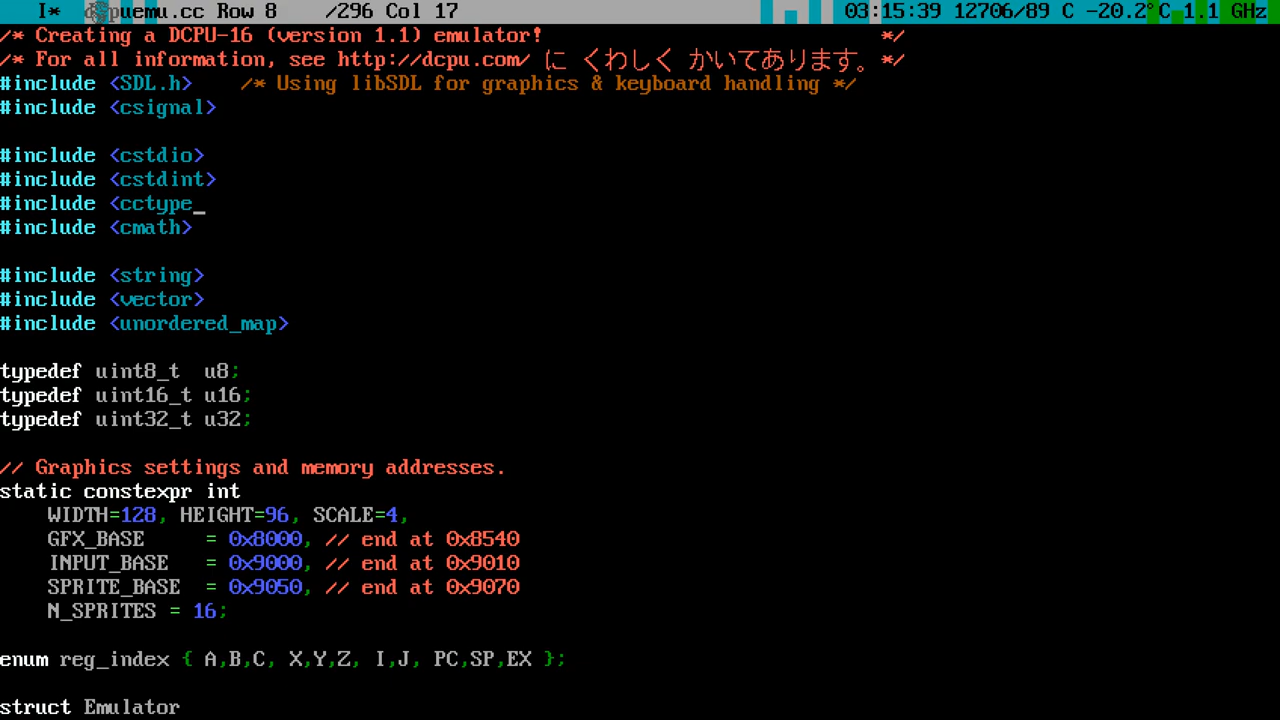 I* dcpuemu.cc Row 8 /296 Col 17 03:15:39 12706/89 C -20.2°C 1.1 GHz
/* Creating a DCPU-16 (version 1.1) emulator! */
/* For all information, see http://dcpu.com/ に くわしく かいてあります。 */
#include <SDL.h> /* Using libSDL for graphics & keyboard handling */
#include <csignal>
#include <cstdio>
#include <cstdint>
#include <cctype_
#include <cmath>
#include <string>
#include <vector>
#include <unordered_map>
typedef uint8_t u8;
typedef uint16_t u16;
typedef uint32_t u32;
// Graphics settings and memory addresses.
static constexpr int
WIDTH=128, HEIGHT=96, SCALE=4,
GFX_BASE = 0x8000, // end at 0x8540
INPUT_BASE = 0x9000, // end at 0x9010
SPRITE_BASE = 0x9050, // end at 0x9070
N_SPRITES = 16;
enum reg_index { A,B,C, X,Y,Z, I,J, PC,SP,EX };
struct Emulator